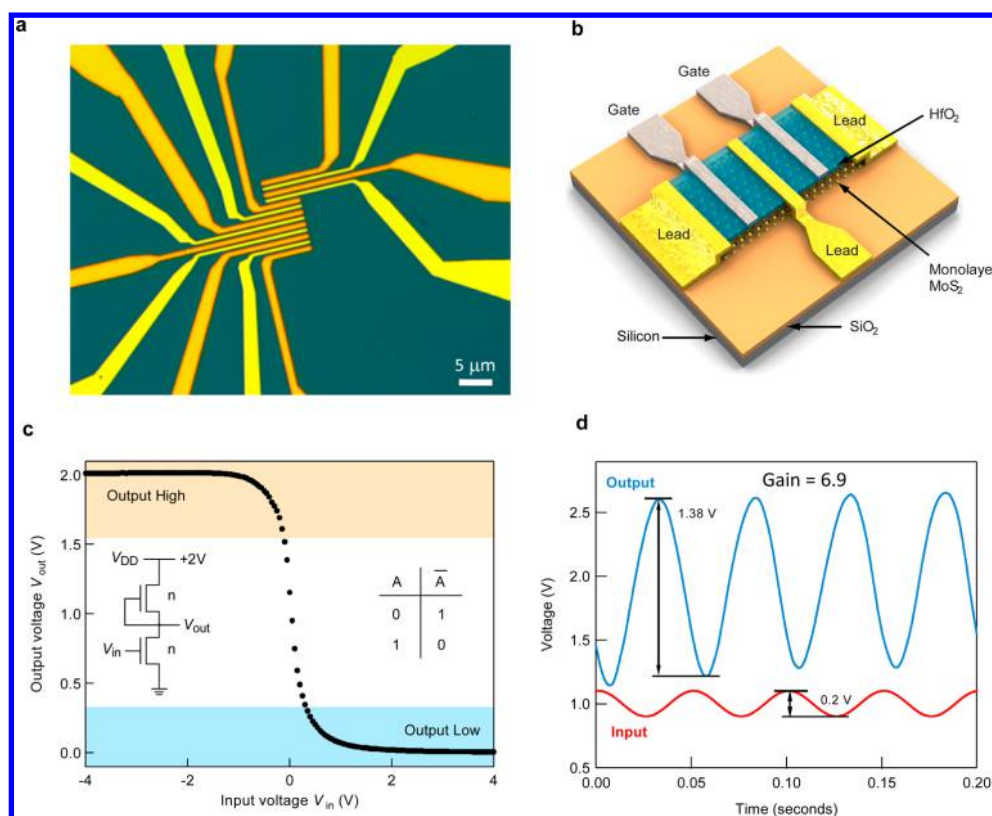 a
5 μm
b
Gate
Gate
Lead
HfO₂
Lead
Lead
Monolaye
MoS₂
SiO₂
Silicon
c
Output voltage Vout (V)
2.0
1.5
1.0
0.5
0.0
Output High
VDD
+2V
n
Vout
Vin
n
A A̅
0 1
1 0
Output Low
-4 -2 0 2 4
Input voltage Vin (V)
d
Voltage (V)
2.5
2.0
1.5
1.0
0.5
Output
Gain = 6.9
1.38 V
0.2 V
Input
0.00 0.05 0.10 0.15 0.20
Time (seconds)